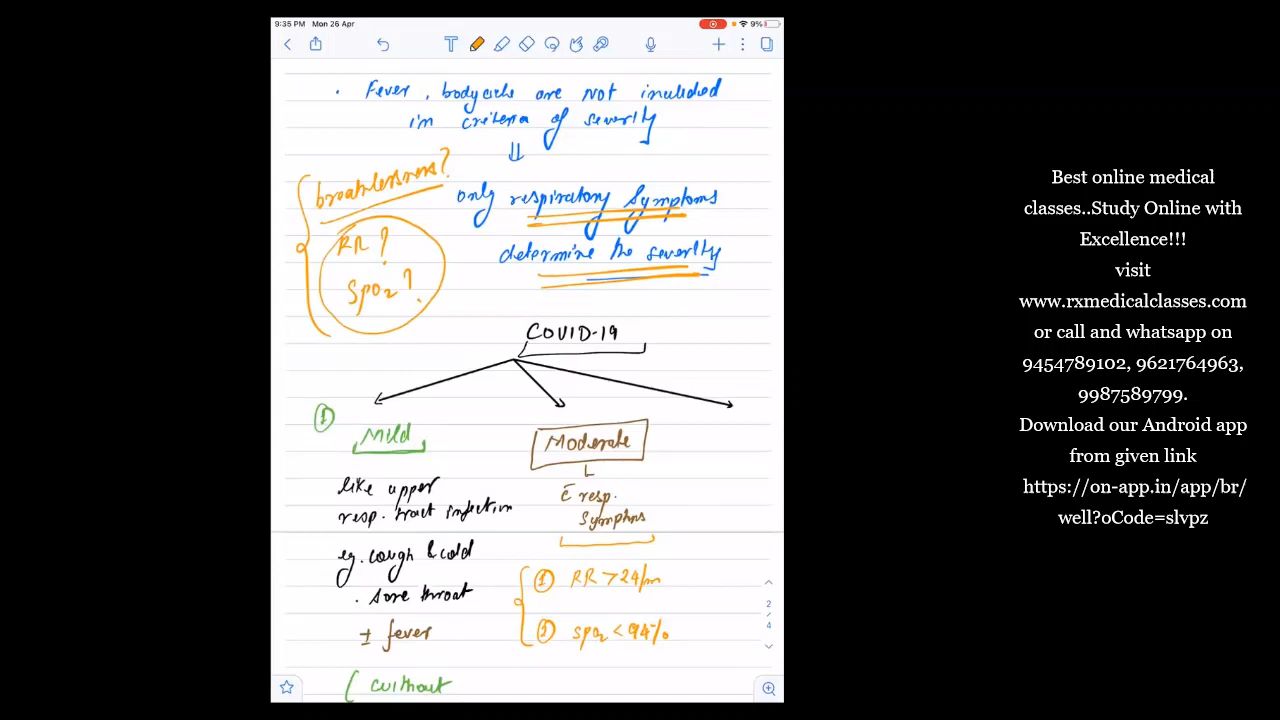 9:35 PM Mon 26 Apr
9%
T
. Fever, bodyache are not included
in criteria of severity
⇓
breathlessness?
only respiratory symptoms
RR ?
determine the severity
SpO₂ ?
COVID-19
①
Mild
Moderate
like upper
resp. tract infection
c̄ resp.
symptoms
eg. cough & cold
. sore throat
± fever
① RR >24/m
② SpO₂ <94%
2
/
4
( without
Best online medical
classes..Study Online with
Excellence!!!
visit
www.rxmedicalclasses.com
or call and whatsapp on
9454789102, 9621764963,
9987589799.
Download our Android app
from given link
https://on-app.in/app/br/
well?oCode=slvpz